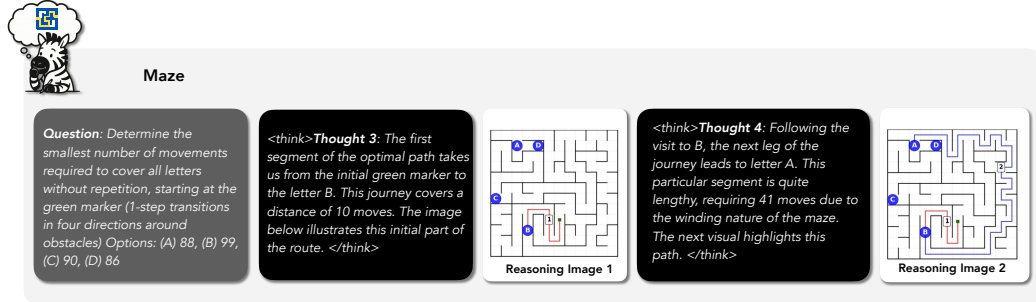 Maze
Question: Determine the
smallest number of movements
required to cover all letters
without repetition, starting at the
green marker (1-step transitions
in four directions around
obstacles) Options: (A) 88, (B) 99,
(C) 90, (D) 86
<think>Thought 3: The first
segment of the optimal path takes
us from the initial green marker to
the letter B. This journey covers a
distance of 10 moves. The image
below illustrates this initial part of
the route. </think>
A D
C
1
B
Reasoning Image 1
<think>Thought 4: Following the
visit to B, the next leg of the
journey leads to letter A. This
particular segment is quite
lengthy, requiring 41 moves due to
the winding nature of the maze.
The next visual highlights this
path. </think>
A D
2
C
1
B
Reasoning Image 2